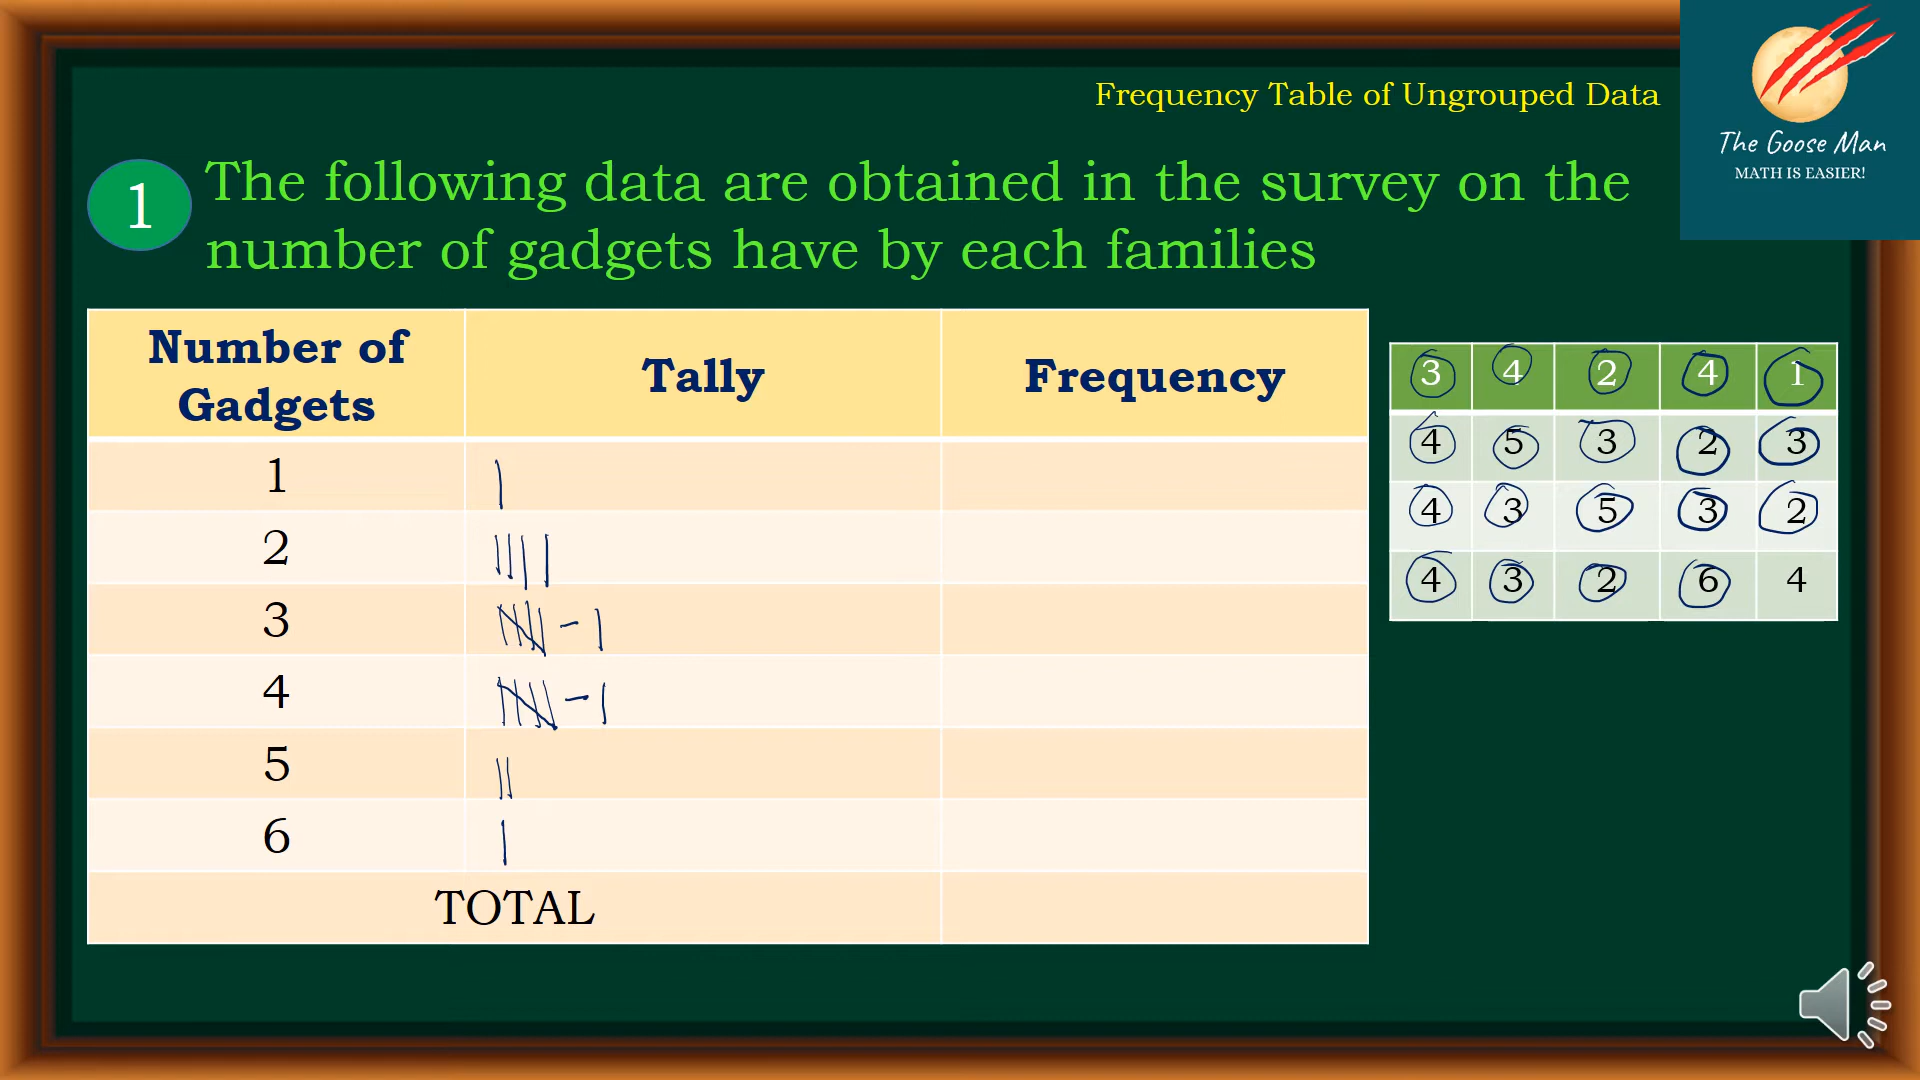 Frequency Table of Ungrouped Data
The Goose Man
MATH IS EASIER!
1
The following data are obtained in the survey on the
number of gadgets have by each families
Number of Gadgets Tally Frequency
1 |
2 ||||
3 |||| - |
4 |||| - |
5 ||
6 |
TOTAL
3 4 2 4 1
4 5 3 2 3
4 3 5 3 2
4 3 2 6 4